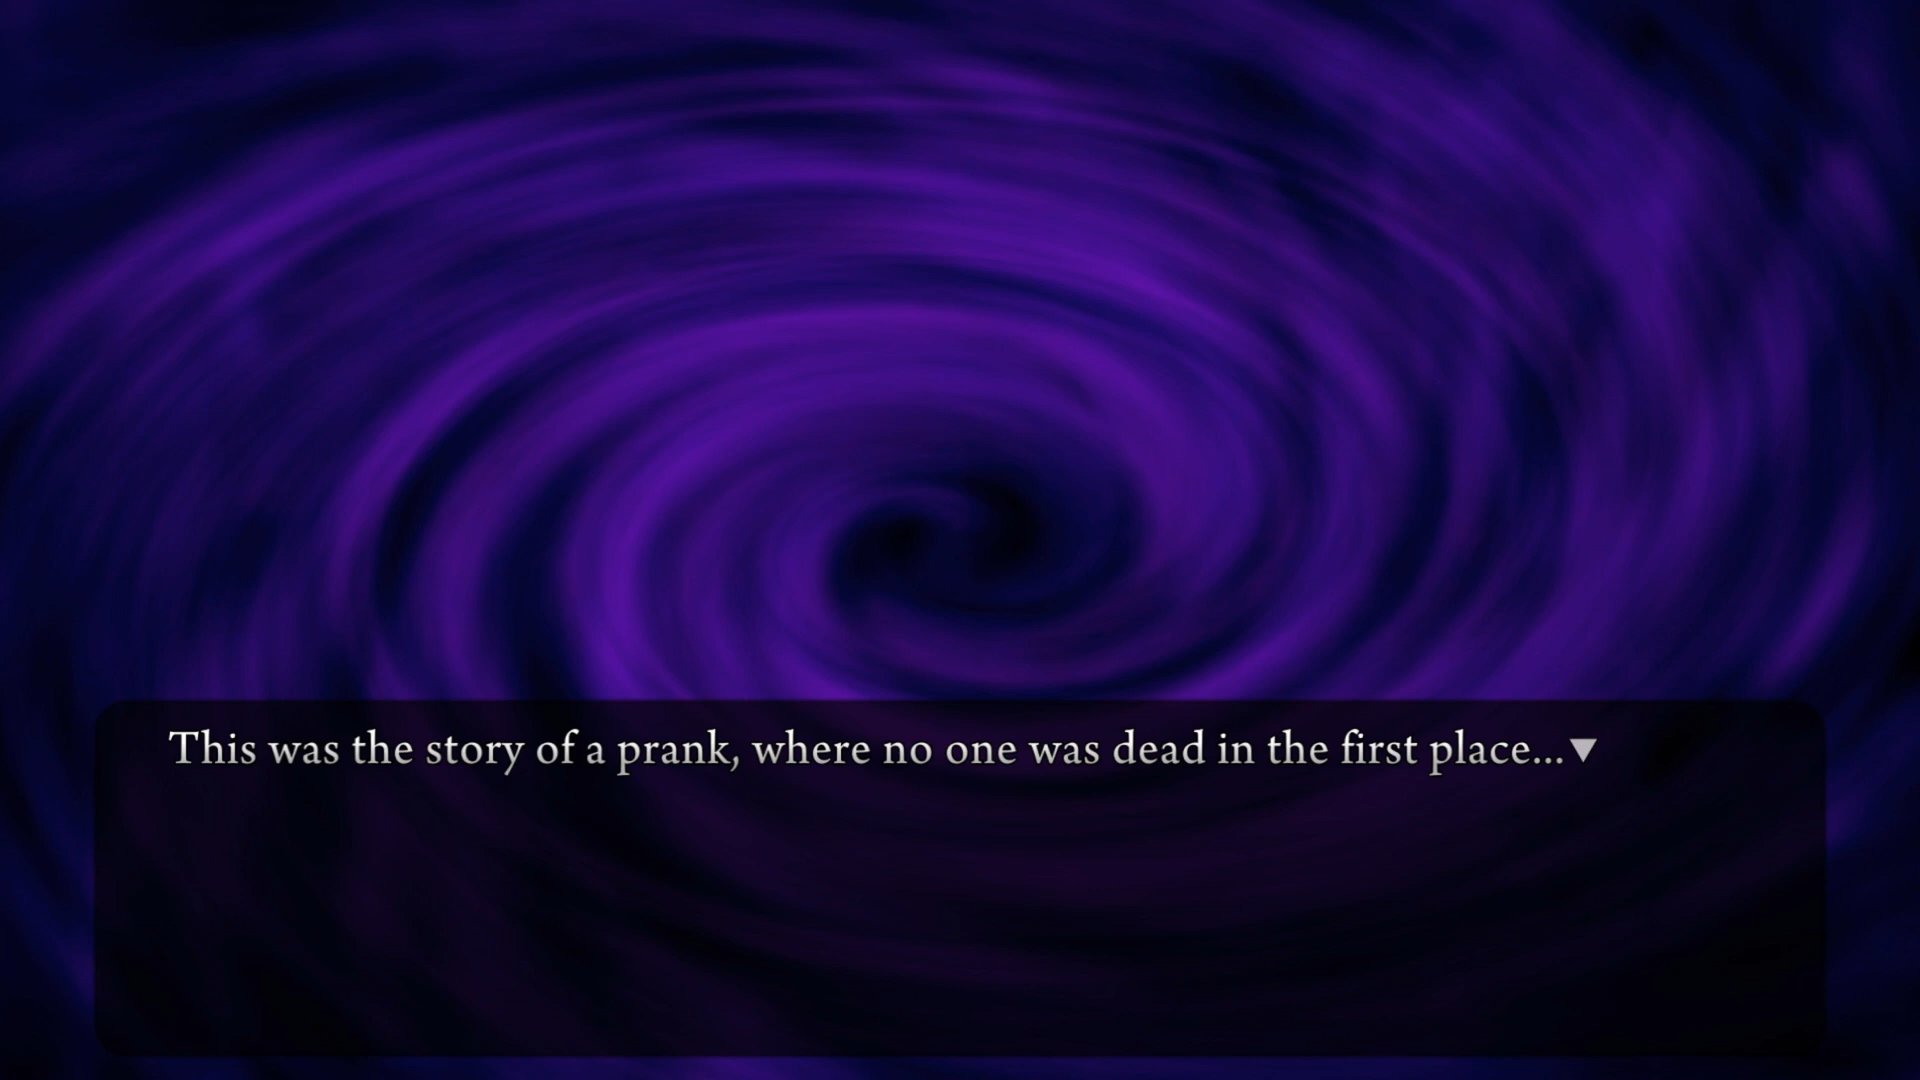 This was the story of a prank, where no one was dead in the first place...▼